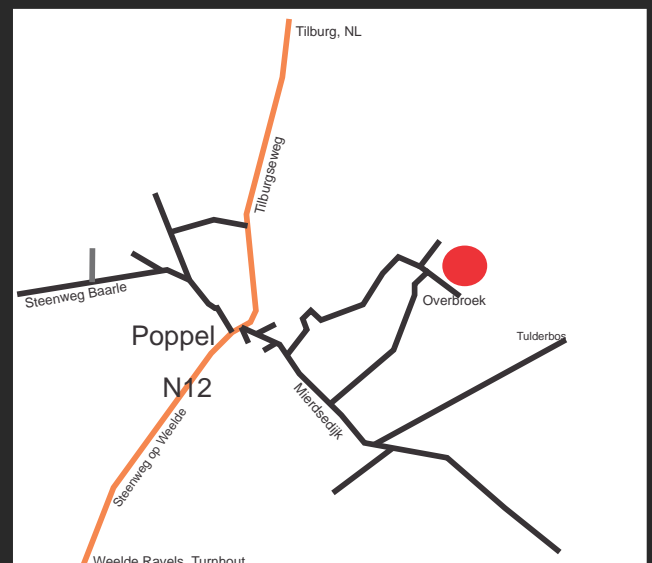 Tilburg, NL
Tilburgseweg
Steenweg Baarle
Overbroek
Poppel
Tulderbos
N12
Mierdsedijk
Steenweg op Weelde
Weelde Ravels, Turnhout